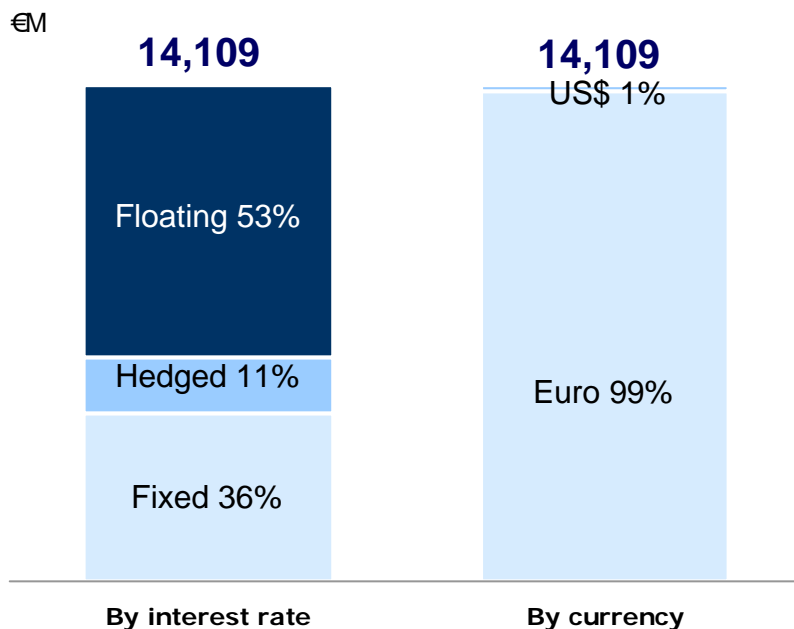 €M
14,109
14,109
US$ 1%
Floating 53%
Hedged 11%
Euro 99%
Fixed 36%
By interest rate
By currency